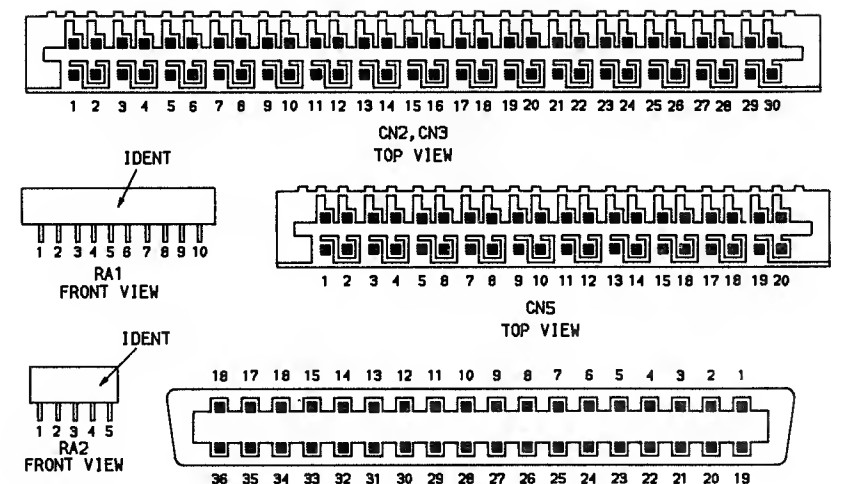 1 2 3 4 5 6 7 8 9 10 11 12 13 14 15 16 17 18 19 20 21 22 23 24 25 26 27 28 29 30
CN2,CN3
TOP VIEW
IDENT
1 2 3 4 5 6 7 8 9 10
RA1
FRONT VIEW
1 2 3 4 5 6 7 8 9 10 11 12 13 14 15 16 17 18 19 20
CN5
TOP VIEW
IDENT
1 2 3 4 5
RA2
FRONT VIEW
18 17 16 15 14 13 12 11 10 9 8 7 6 5 4 3 2 1
36 35 34 33 32 31 30 29 28 27 26 25 24 23 22 21 20 19